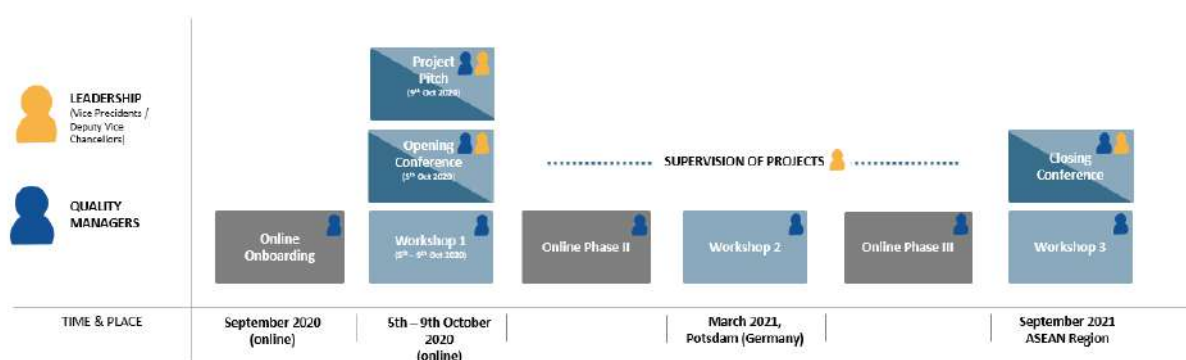 Project
Pitch
(9th Oct 2020)
LEADERSHIP
(Vice Precidents /
Deputy Vice
Chancellors)
Opening
Conference
(5th Oct 2020)
SUPERVISION OF PROJECTS
Closing
Conference
QUALITY
MANAGERS
Online
Onboarding
Workshop 1
(5th – 9th Oct 2020)
Online Phase II
Workshop 2
Online Phase III
Workshop 3
TIME & PLACE
September 2020
(online)
5th – 9th October
2020
(online)
March 2021,
Potsdam (Germany)
September 2021
ASEAN Region